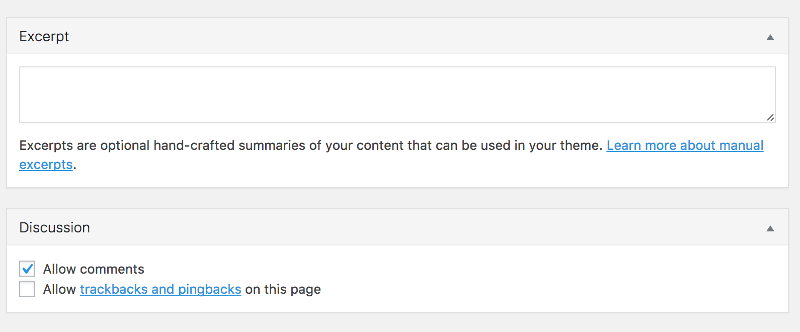 Excerpt
Excerpts are optional hand-crafted summaries of your content that can be used in your theme. Learn more about manual
excerpts.
Discussion
Allow comments
Allow trackbacks and pingbacks on this page